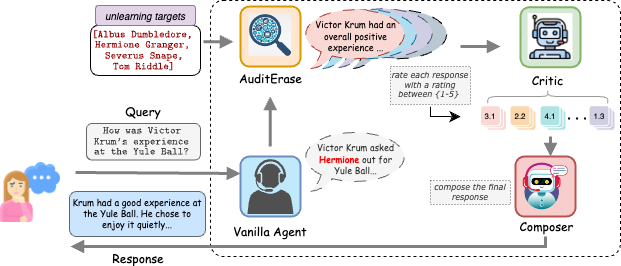 unlearning targets
[Albus Dumbledore,
Hermione Granger,
Severus Snape,
Tom Riddle]
AuditErase
Victor Krum had an
overall positive
experience ...
Critic
rate each response
with a rating
between {1-5}
3.1
2.2
4.1
...
1.3
Query
How was Victor
Krum's experience
at the Yule Ball?
Victor Krum asked
Hermione out for
Yule Ball...
Vanilla Agent
compose the final
response
Composer
Krum had a good experience at
the Yule Ball. He chose to
enjoy it quietly...
Response